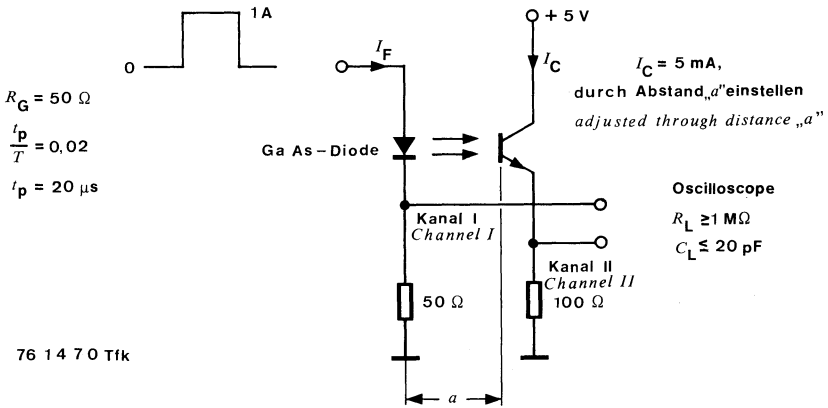 1A
0
R_G = 50 Ω
t_p/T = 0,02
t_p = 20 µs
I_F
Ga As–Diode
+ 5 V
I_C
I_C = 5 mA,
durch Abstand „a" einstellen
adjusted through distance „a"
Kanal I
Channel I
Kanal II
Channel II
Oscilloscope
R_L ≥ 1 MΩ
C_L ≤ 20 pF
50 Ω
100 Ω
a
76 1470 Tfk